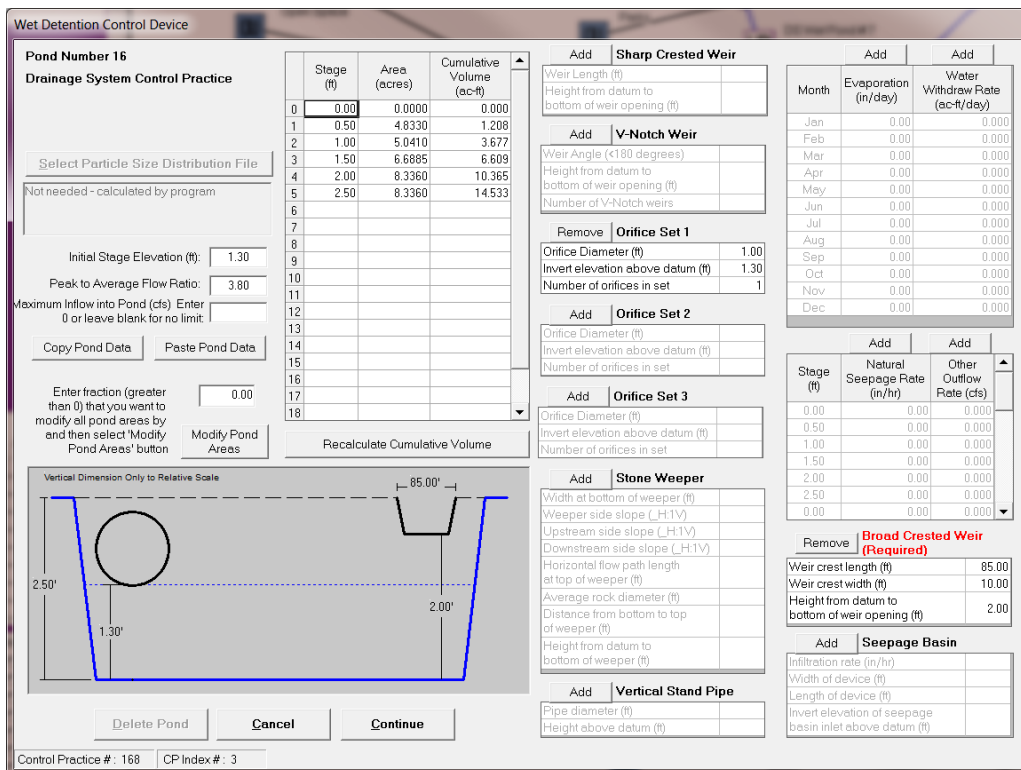 Wet Detention Control Device
Pond Number 16
Drainage System Control Practice
Select Particle Size Distribution File
Not needed - calculated by program
Initial Stage Elevation (ft): 1.30
Peak to Average Flow Ratio: 3.80
Maximum Inflow into Pond (cfs) Enter
0 or leave blank for no limit:
Copy Pond Data Paste Pond Data
Enter fraction (greater
than 0) that you want to
modify all pond areas by
and then select 'Modify
Pond Areas' button
0.00
Modify Pond
Areas
Stage
(ft)
Area
(acres)
Cumulative
Volume
(ac-ft)
0 0.00 0.0000 0.000
1 0.50 4.8330 1.208
2 1.00 5.0410 3.677
3 1.50 6.6885 6.609
4 2.00 8.3360 10.365
5 2.50 8.3360 14.533
6
7
8
9
10
11
12
13
14
15
16
17
18
Recalculate Cumulative Volume
Vertical Dimension Only to Relative Scale
85.00'
2.50'
1.30'
2.00'
Delete Pond Cancel Continue
Control Practice # : 168 CP Index # : 3
Add Sharp Crested Weir
Weir Length (ft)
Height from datum to
bottom of weir opening (ft)
Add V-Notch Weir
Weir Angle (<180 degrees)
Height from datum to
bottom of weir opening (ft)
Number of V-Notch weirs
Remove Orifice Set 1
Orifice Diameter (ft) 1.00
Invert elevation above datum (ft) 1.30
Number of orifices in set 1
Add Orifice Set 2
Orifice Diameter (ft)
Invert elevation above datum (ft)
Number of orifices in set
Add Orifice Set 3
Orifice Diameter (ft)
Invert elevation above datum (ft)
Number of orifices in set
Add Stone Weeper
Width at bottom of weeper (ft)
Weeper side slope (_H:1V)
Upstream side slope (_H:1V)
Downstream side slope (_H:1V)
Horizontal flow path length
at top of weeper (ft)
Average rock diameter (ft)
Distance from bottom to top
of weeper (ft)
Height from datum to
bottom of weeper (ft)
Add Vertical Stand Pipe
Pipe diameter (ft)
Height above datum (ft)
Add Add
Month
Evaporation
(in/day)
Water
Withdraw Rate
(ac-ft/day)
Jan 0.00 0.000
Feb 0.00 0.000
Mar 0.00 0.000
Apr 0.00 0.000
May 0.00 0.000
Jun 0.00 0.000
Jul 0.00 0.000
Aug 0.00 0.000
Sep 0.00 0.000
Oct 0.00 0.000
Nov 0.00 0.000
Dec 0.00 0.000
Add Add
Stage
(ft)
Natural
Seepage Rate
(in/hr)
Other
Outflow
Rate (cfs)
0.00 0.00 0.000
0.50 0.00 0.000
1.00 0.00 0.000
1.50 0.00 0.000
2.00 0.00 0.000
2.50 0.00 0.000
0.00 0.00 0.000
Remove Broad Crested Weir
(Required)
Weir crest length (ft) 85.00
Weir crest width (ft) 10.00
Height from datum to
bottom of weir opening (ft) 2.00
Add Seepage Basin
Infiltration rate (in/hr)
Width of device (ft)
Length of device (ft)
Invert elevation of seepage
basin inlet above datum (ft)